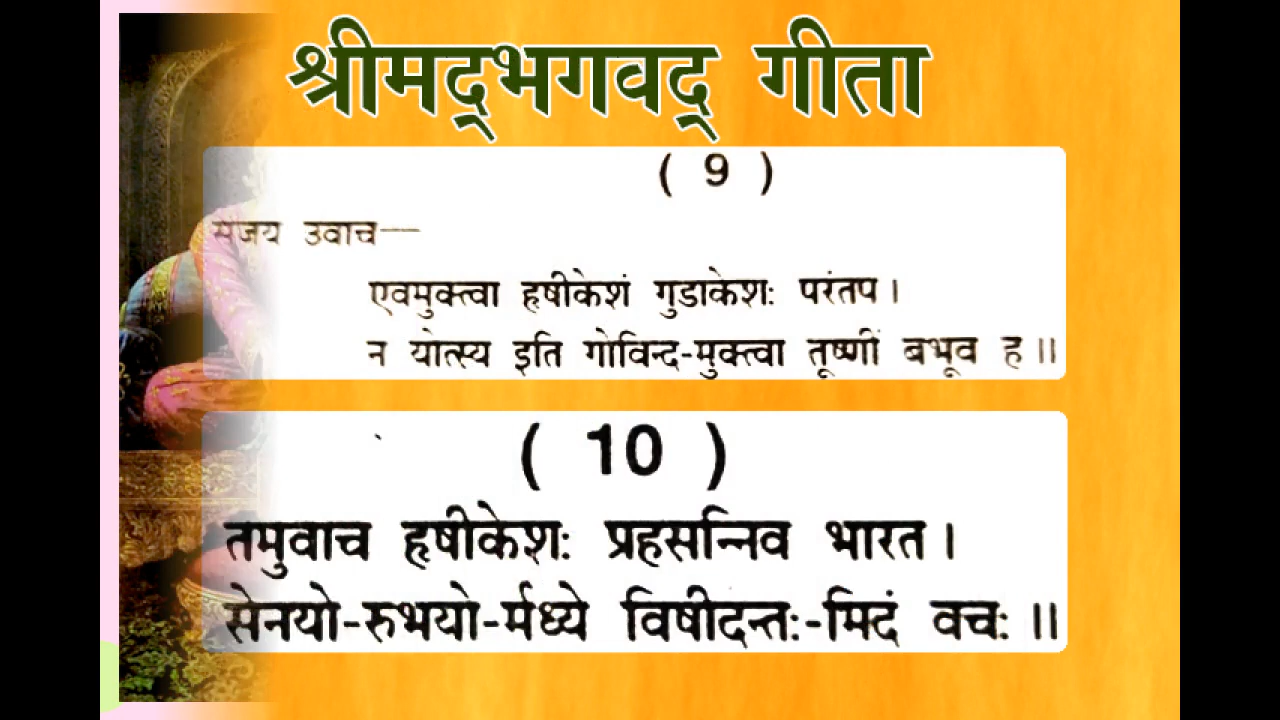 श्रीमद्‌भगवद्‌ गीता
( 9 )
संजय उवाच—
एवमुक्त्वा हृषीकेशं गुडाकेशः परंतप ।
न योत्स्य इति गोविन्द-मुक्त्वा तूष्णीं बभूव ह ॥
( 10 )
तमुवाच हृषीकेशः प्रहसन्निव भारत ।
सेनयो-रुभयो-र्मध्ये विषीदन्तः-मिदं वचः ॥